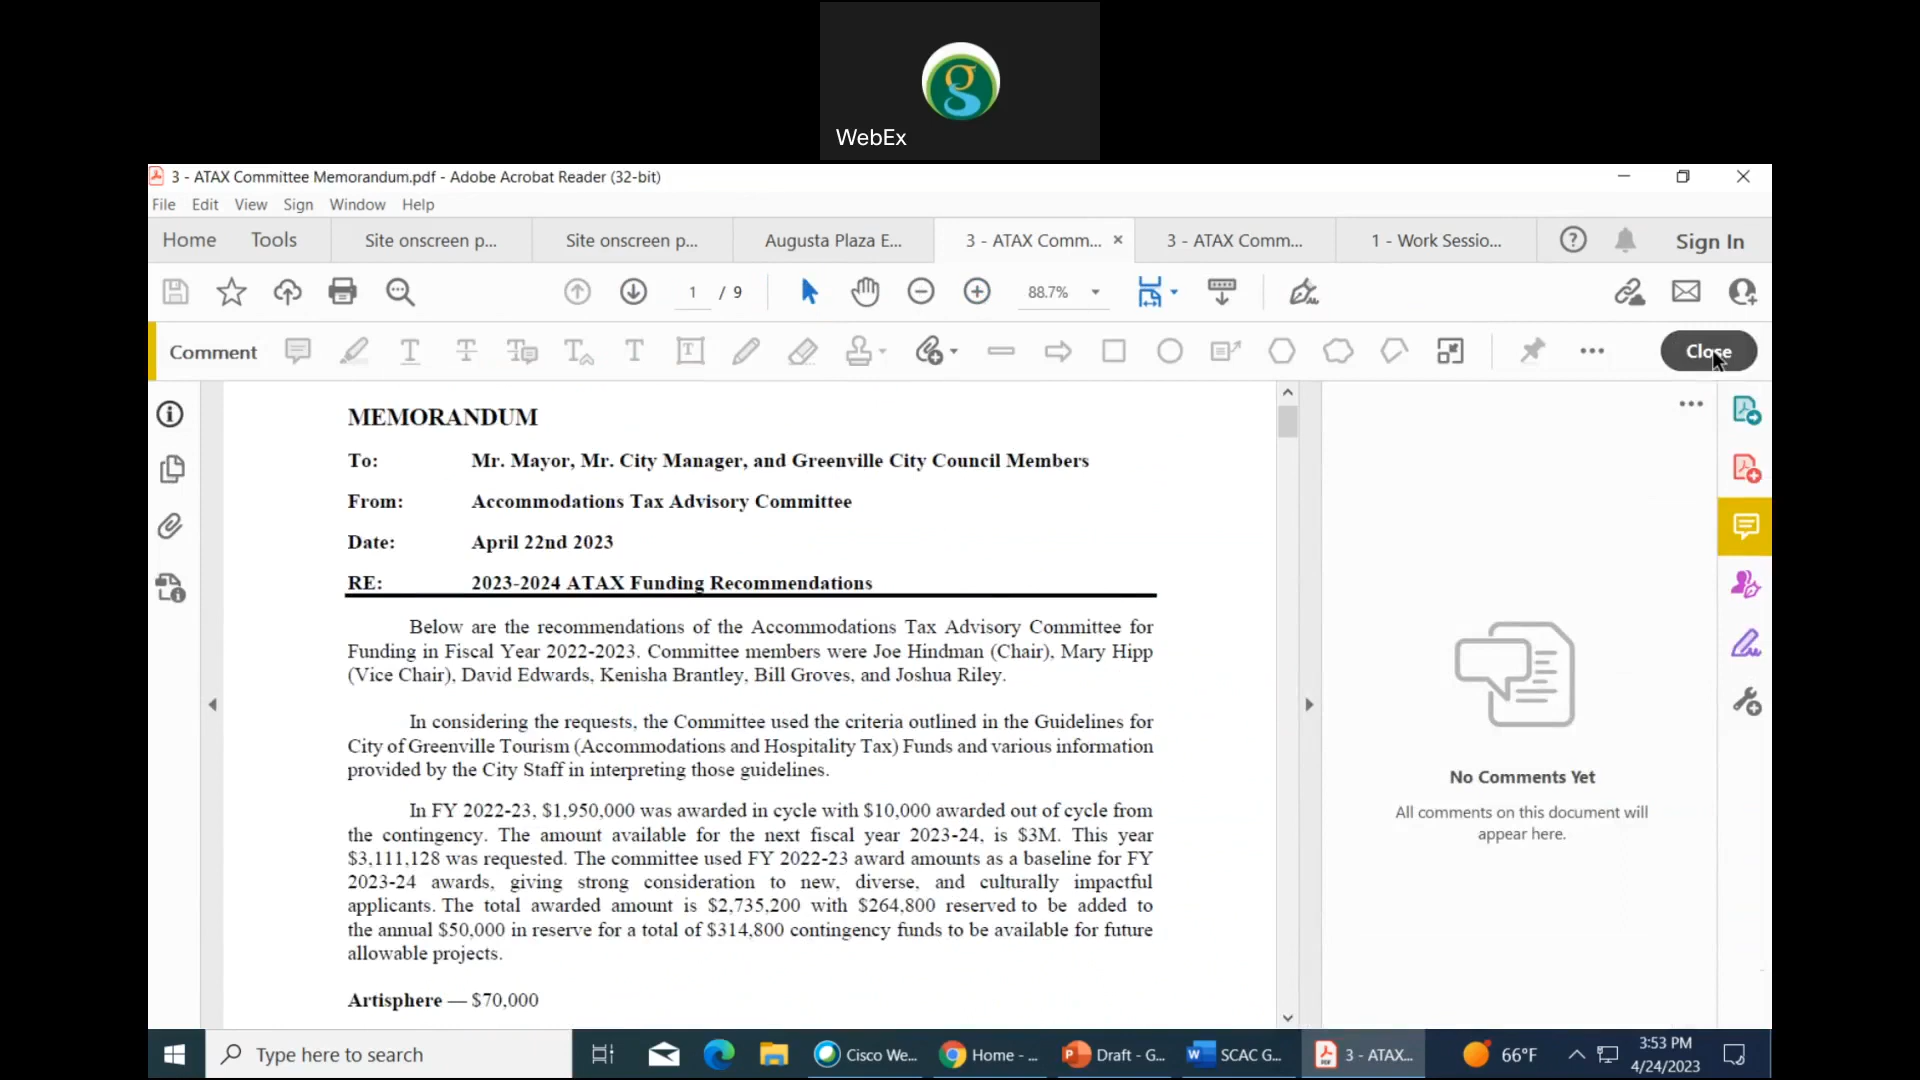 WebEx
3 - ATAX Committee Memorandum.pdf - Adobe Acrobat Reader (32-bit)
File Edit View Sign Window Help
Home Tools Site onscreen p... Site onscreen p... Augusta Plaza E... 3 - ATAX Comm... × 3 - ATAX Comm... 1 - Work Sessio... Sign In
1 / 9 88.7%
Comment Close
MEMORANDUM
To: Mr. Mayor, Mr. City Manager, and Greenville City Council Members
From: Accommodations Tax Advisory Committee
Date: April 22nd 2023
RE: 2023-2024 ATAX Funding Recommendations
Below are the recommendations of the Accommodations Tax Advisory Committee for
Funding in Fiscal Year 2022-2023. Committee members were Joe Hindman (Chair), Mary Hipp
(Vice Chair), David Edwards, Kenisha Brantley, Bill Groves, and Joshua Riley.
In considering the requests, the Committee used the criteria outlined in the Guidelines for
City of Greenville Tourism (Accommodations and Hospitality Tax) Funds and various information
provided by the City Staff in interpreting those guidelines.
In FY 2022-23, $1,950,000 was awarded in cycle with $10,000 awarded out of cycle from
the contingency. The amount available for the next fiscal year 2023-24, is $3M. This year
$3,111,128 was requested. The committee used FY 2022-23 award amounts as a baseline for FY
2023-24 awards, giving strong consideration to new, diverse, and culturally impactful
applicants. The total awarded amount is $2,735,200 with $264,800 reserved to be added to
the annual $50,000 in reserve for a total of $314,800 contingency funds to be available for future
allowable projects.
Artisphere — $70,000
No Comments Yet
All comments on this document will
appear here.
Type here to search Cisco We... Home - ... Draft - G... SCAC G... 3 - ATAX... 66°F 3:53 PM
4/24/2023